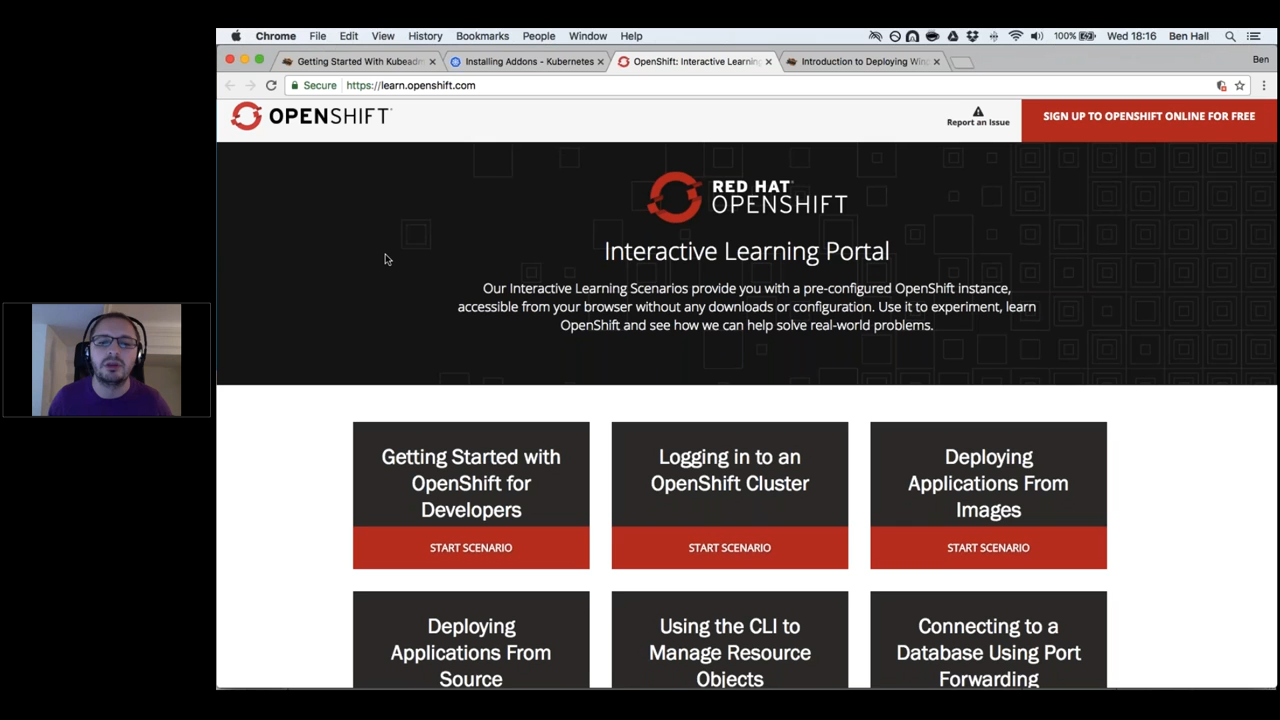 Chrome File Edit View History Bookmarks People Window Help 100% Wed 18:16 Ben Hall
Getting Started With Kubeadm Installing Addons - Kubernetes OpenShift: Interactive Learning Introduction to Deploying Win Ben
Secure https://learn.openshift.com
OPENSHIFT
Report an Issue
SIGN UP TO OPENSHIFT ONLINE FOR FREE
RED HAT
OPENSHIFT
Interactive Learning Portal
Our Interactive Learning Scenarios provide you with a pre-configured OpenShift instance,
accessible from your browser without any downloads or configuration. Use it to experiment, learn
OpenShift and see how we can help solve real-world problems.
Getting Started with
OpenShift for
Developers
START SCENARIO
Logging in to an
OpenShift Cluster
START SCENARIO
Deploying
Applications From
Images
START SCENARIO
Deploying
Applications From
Source
Using the CLI to
Manage Resource
Objects
Connecting to a
Database Using Port
Forwarding